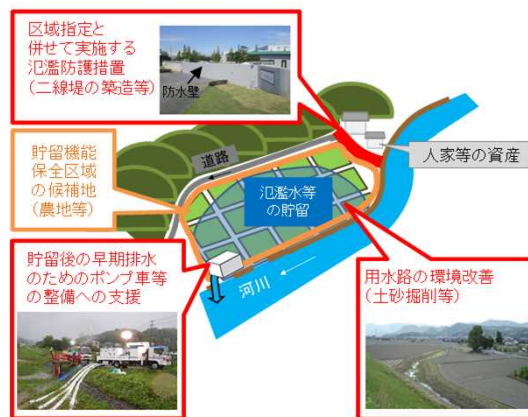 区域指定と
併せて実施する
氾濫防護措置
(二線堤の築造等)
防水壁
道路
人家等の資産
貯留機能
保全区域
の候補地
(農地等)
氾濫水等
の貯留
貯留後の早期排水
のためのポンプ車等
の整備への支援
河川
用水路の環境改善
(土砂掘削等)